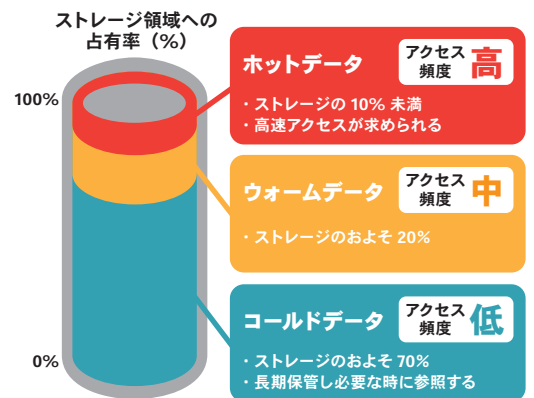 ストレージ領域への
占有率（%）
100%
0%
ホットデータ
アクセス
頻度
高
・ストレージの 10% 未満
・高速アクセスが求められる
ウォームデータ
アクセス
頻度
中
・ストレージのおよそ 20%
コールドデータ
アクセス
頻度
低
・ストレージのおよそ 70%
・長期保管し必要な時に参照する